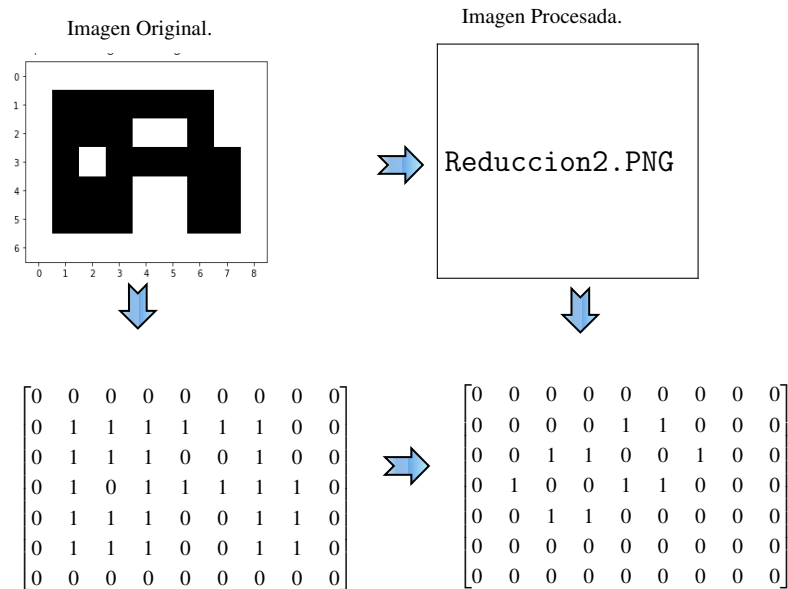 Imagen Original.
Imagen Procesada.
0
1
2
3
4
5
6
0 1 2 3 4 5 6 7 8
Reduccion2.PNG
0 0 0 0 0 0 0 0 0
0 1 1 1 1 1 1 0 0
0 1 1 1 0 0 1 0 0
0 1 0 1 1 1 1 1 0
0 1 1 1 0 0 1 1 0
0 1 1 1 0 0 1 1 0
0 0 0 0 0 0 0 0 0
0 0 0 0 0 0 0 0 0
0 0 0 0 1 1 0 0 0
0 0 1 1 0 0 1 0 0
0 1 0 0 1 1 0 0 0
0 0 1 1 0 0 0 0 0
0 0 0 0 0 0 0 0 0
0 0 0 0 0 0 0 0 0